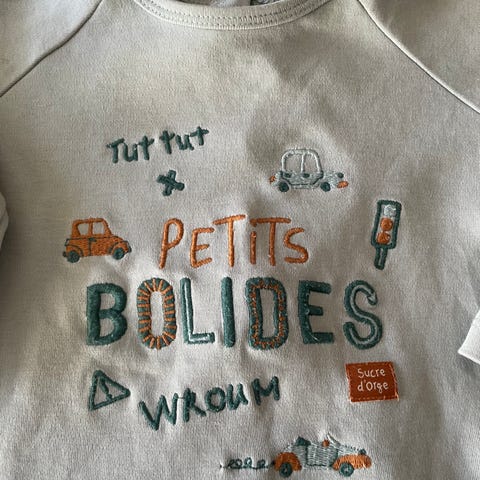 TUT TUT
PETITS
BOLIDES
Sucre
d'Orge
WROUM